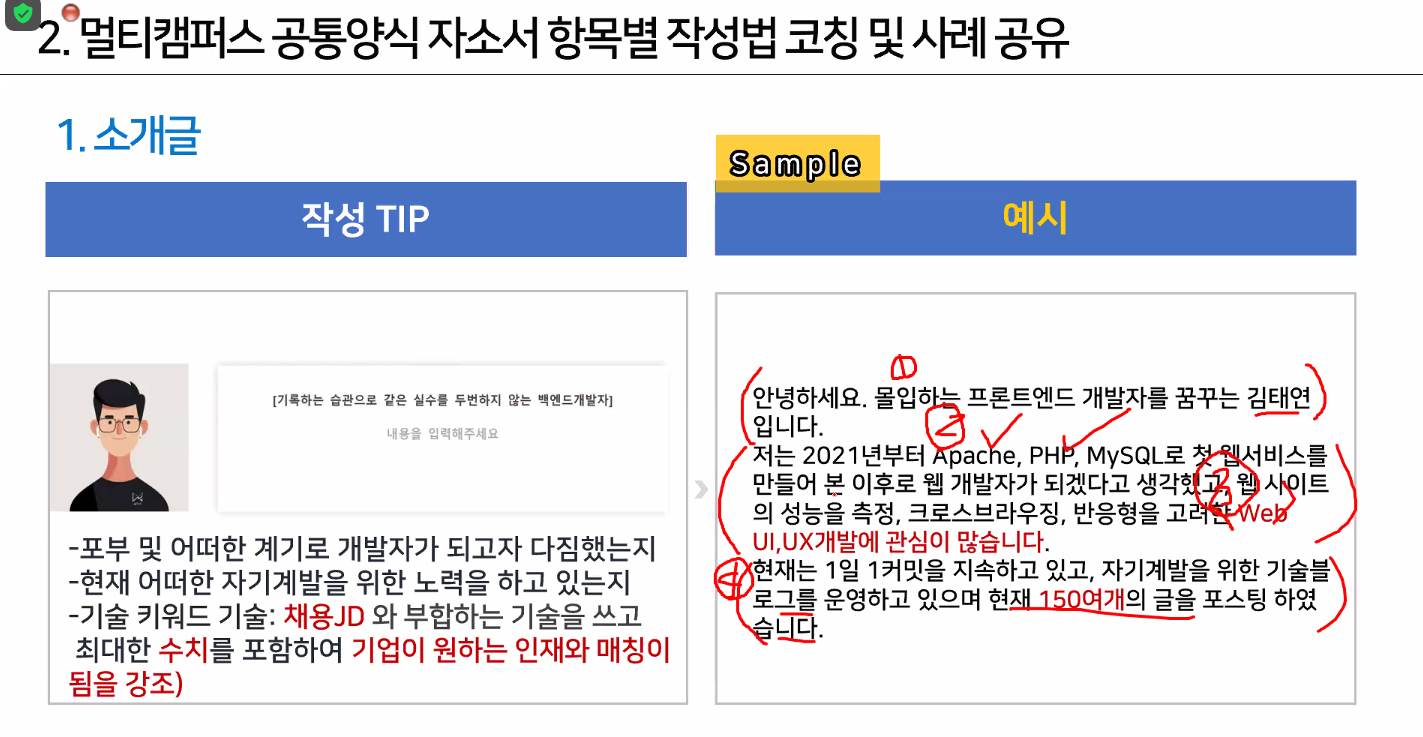 2. 멀티캠퍼스 공통양식 자소서 항목별 작성법 코칭 및 사례 공유
1. 소개글
작성 TIP
[기록하는 습관으로 같은 실수를 두번하지 않는 백엔드개발자]
내용을 입력해주세요
-포부 및 어떠한 계기로 개발자가 되고자 다짐했는지
-현재 어떠한 자기계발을 위한 노력을 하고 있는지
-기술 키워드 기술: 채용JD 와 부합하는 기술을 쓰고
최대한 수치를 포함하여 기업이 원하는 인재와 매칭이
됨을 강조)
Sample
예시
①
안녕하세요. 몰입하는 프론트엔드 개발자를 꿈꾸는 김태연
입니다.
②
저는 2021년부터 Apache, PHP, MySQL로 첫 웹서비스를
만들어 본 이후로 웹 개발자가 되겠다고 생각했고, 웹 사이트
③
의 성능을 측정, 크로스브라우징, 반응형을 고려한 Web
UI,UX개발에 관심이 많습니다.
④
현재는 1일 1커밋을 지속하고 있고, 자기계발을 위한 기술블
로그를 운영하고 있으며 현재 150여개의 글을 포스팅 하였
습니다.